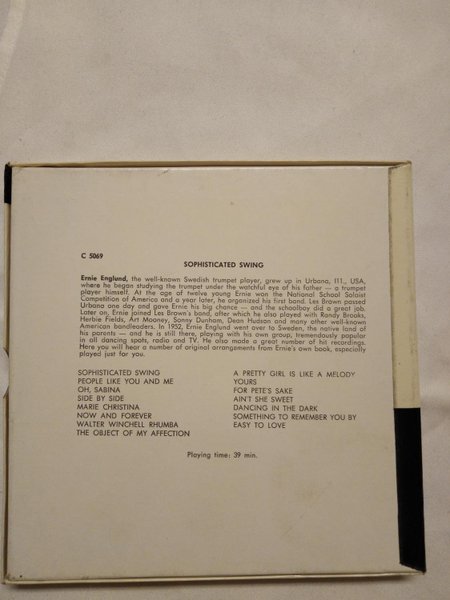 C 5069
SOPHISTICATED SWING
Ernie Englund, the well-known Swedish trumpet player, grew up in Urbana, Ill., USA,
where he began studying the trumpet under the watchful eye of his father — a trumpet
player himself. At the age of twelve young Ernie won the National School Soloist
Competition of America and a year later, he organized his first band. Les Brown passed
Urbana one day and gave Ernie his big chance — and the schoolboy did a great job.
Later on, Ernie joined Les Brown's band, after which he also played with Randy Brooks,
Herbie Fields, Art Mooney, Sonny Dunham, Dean Hudson and many other well-known
American bandleaders. In 1952, Ernie Englund went over to Sweden, the native land of
his parents — and he is still there, playing with his own group, tremendously popular
in all dancing spots, radio and TV. He also made a great number of hit recordings.
Here you will hear a number of original arrangements from Ernie's own book, especially
played just for you.
SOPHISTICATED SWING
PEOPLE LIKE YOU AND ME
OH, SABINA
SIDE BY SIDE
MARIE CHRISTINA
NOW AND FOREVER
WALTER WINCHELL RHUMBA
THE OBJECT OF MY AFFECTION
A PRETTY GIRL IS LIKE A MELODY
YOURS
FOR PETE'S SAKE
AIN'T SHE SWEET
DANCING IN THE DARK
SOMETHING TO REMEMBER YOU BY
EASY TO LOVE
Playing time: 39 min.